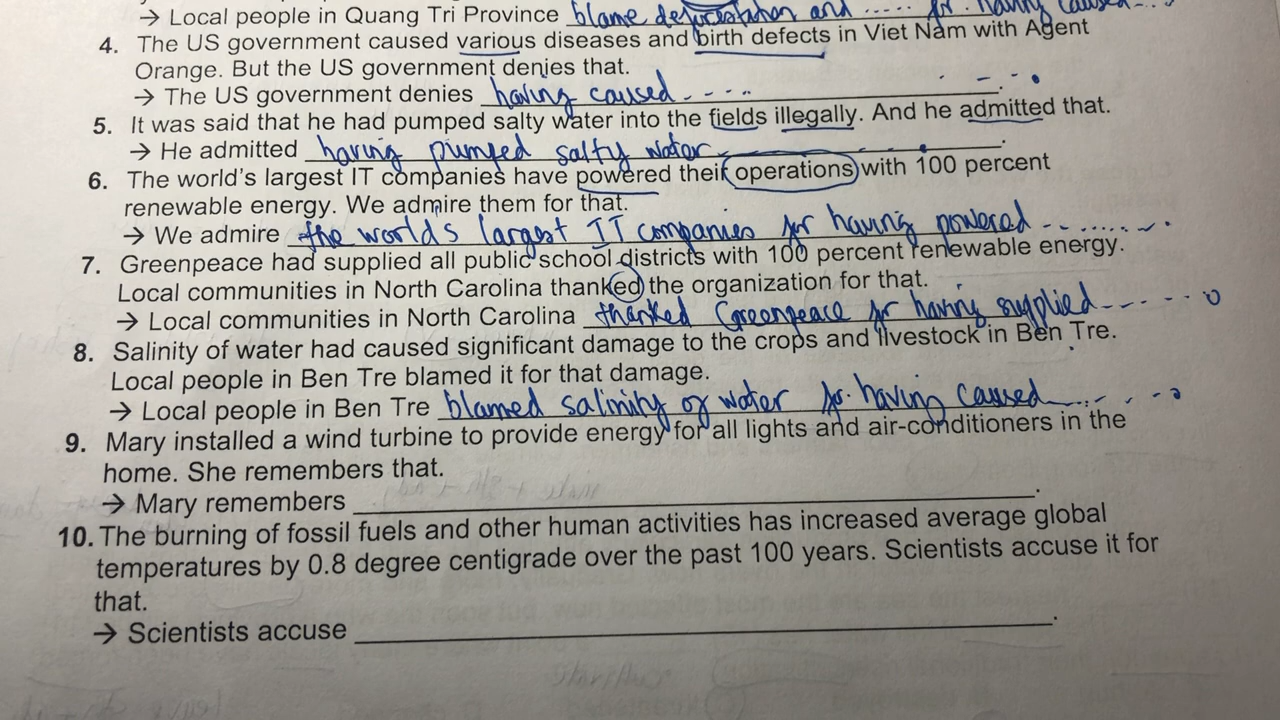 → Local people in Quang Tri Province blame deforestation and ..... for having caused...
4. The US government caused various diseases and birth defects in Viet Nam with Agent
Orange. But the US government denies that.
→ The US government denies having caused.....
5. It was said that he had pumped salty water into the fields illegally. And he admitted that.
→ He admitted having pumped salty water
6. The world's largest IT companies have powered their operations with 100 percent
renewable energy. We admire them for that.
→ We admire the world's largest IT companies for having powered ..........
7. Greenpeace had supplied all public school districts with 100 percent renewable energy.
Local communities in North Carolina thanked the organization for that.
→ Local communities in North Carolina thanked Greenpeace for having supplied......
8. Salinity of water had caused significant damage to the crops and livestock in Ben Tre.
Local people in Ben Tre blamed it for that damage.
→ Local people in Ben Tre blamed salinity of water for having caused......
9. Mary installed a wind turbine to provide energy for all lights and air-conditioners in the
home. She remembers that.
→ Mary remembers ____.
10. The burning of fossil fuels and other human activities has increased average global
temperatures by 0.8 degree centigrade over the past 100 years. Scientists accuse it for
that.
→ Scientists accuse ____.